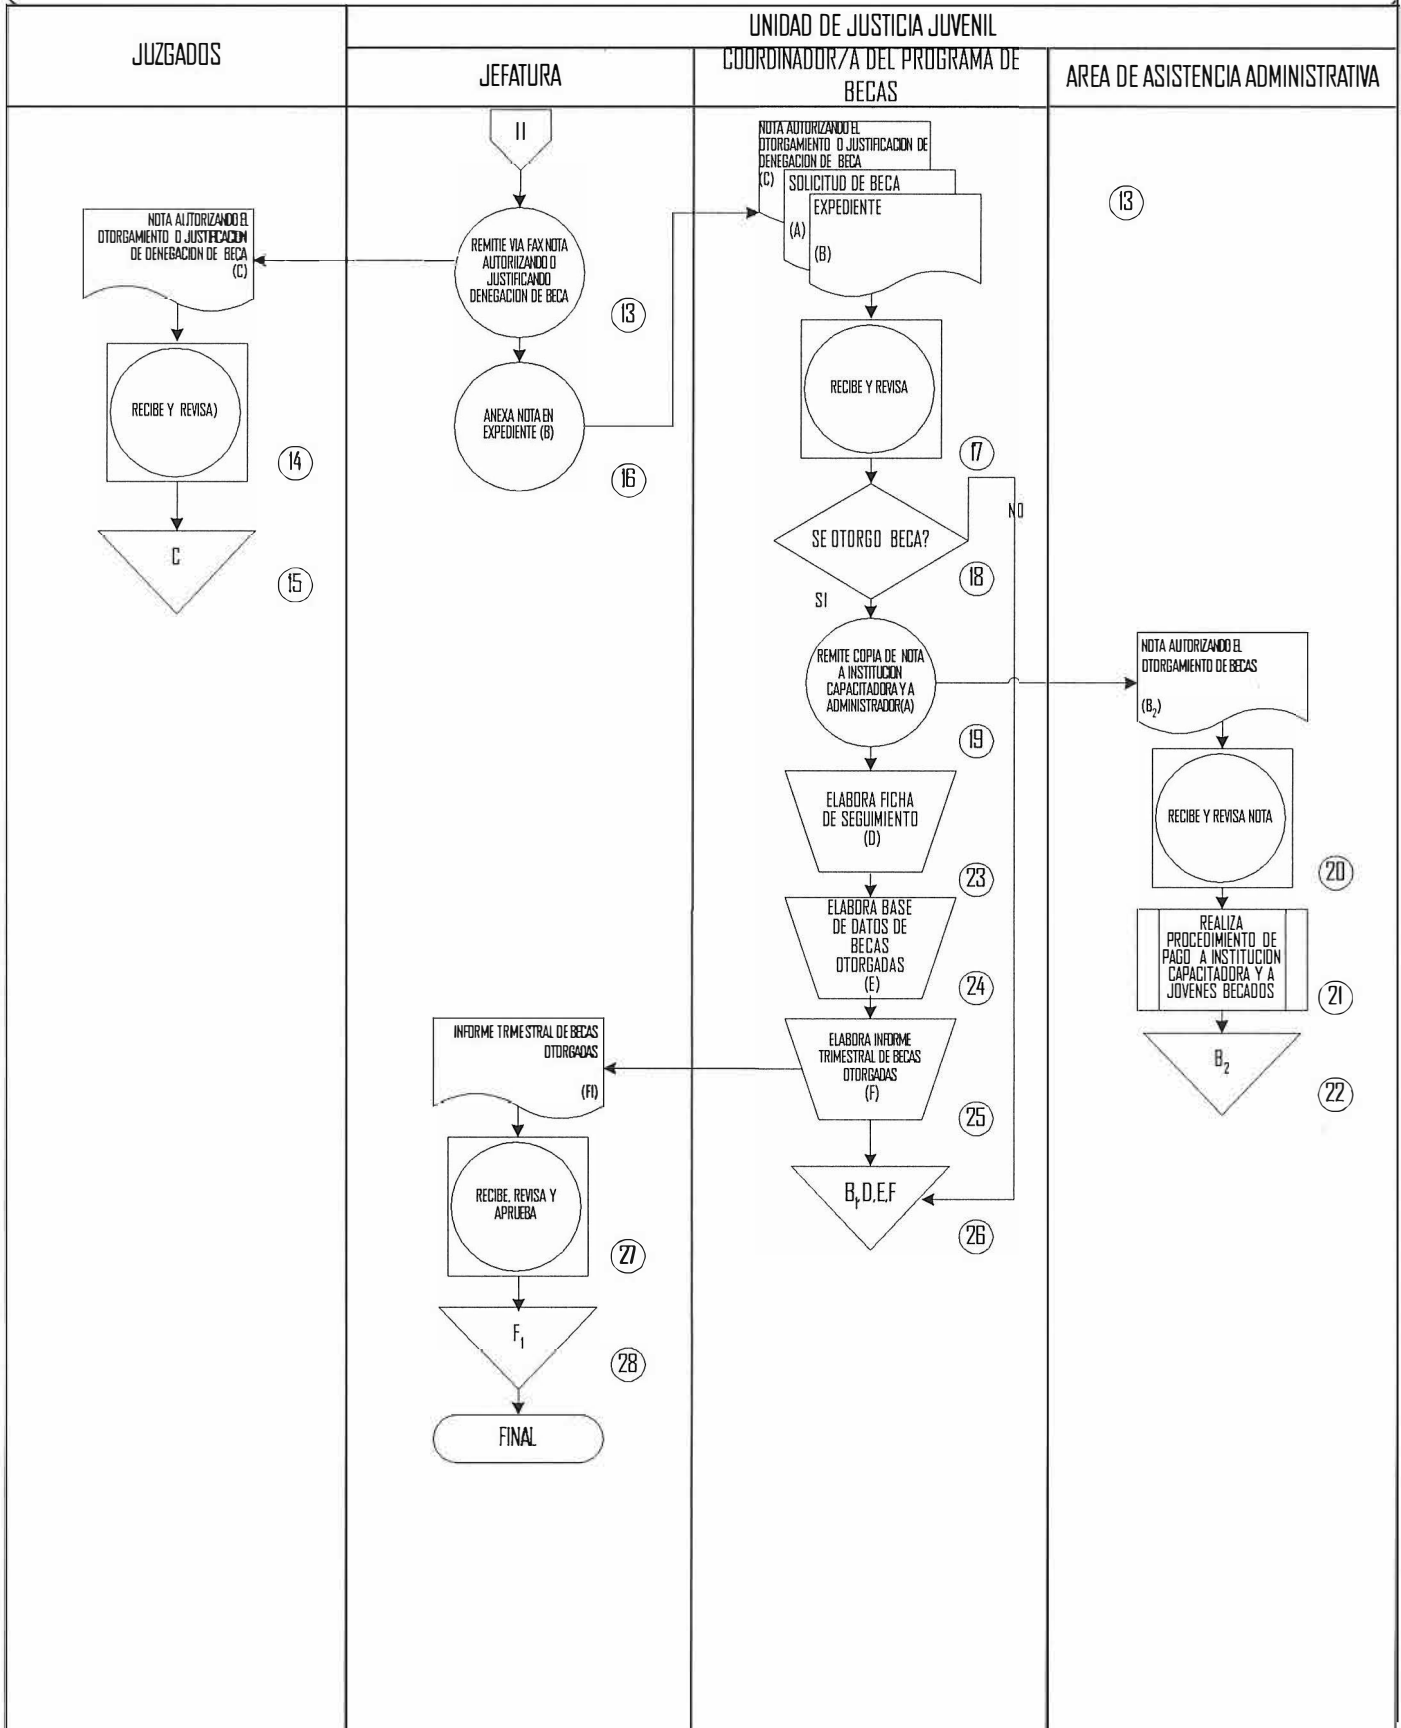 UNIDAD DE JUSTICIA JUVENIL
JUZGADOS
JEFATURA
COORDINADOR/A DEL PROGRAMA DE
BECAS
AREA DE ASISTENCIA ADMINISTRATIVA
NOTA AUTORIZANDO EL
OTORGAMIENTO O JUSTIFICACION
DE DENEGACION DE BECA
(C)
RECIBE Y REVISA)
14
C
15
II
REMITIE VIA FAX NOTA
AUTORIIZANDO O
JUSTIFICANDO
DENEGACION DE BECA
13
ANEXA NOTA EN
EXPEDIENTE (B)
16
NOTA AUTORIZANDO EL
OTORGAMIENTO O JUSTIFICACION DE
DENEGACION DE BECA
(C)
SOLICITUD DE BECA
(A)
EXPEDIENTE
(B)
13
RECIBE Y REVISA
17
SE OTORGO BECA?
NO
18
SI
REMITE COPIA DE NOTA
A INSTITUCION
CAPACITADORA Y A
ADMINISTRADOR(A)
19
NOTA AUTORIZANDO EL
OTORGAMIENTO DE BECAS
(B2)
RECIBE Y REVISA NOTA
20
REALIZA
PROCEDIMIENTO DE
PAGO A INSTITUCION
CAPACITADORA Y A
JOVENES BECADOS
21
B2
22
ELABORA FICHA
DE SEGUIMIENTO
(D)
23
ELABORA BASE
DE DATOS DE
BECAS
OTORGADAS
(E)
24
ELABORA INFORME
TRIMESTRAL DE BECAS
OTORGADAS
(F)
25
B1,D,E,F
26
INFORME TRIMESTRAL DE BECAS
OTORGADAS
(F1)
RECIBE, REVISA Y
APRUEBA
27
F1
28
FINAL